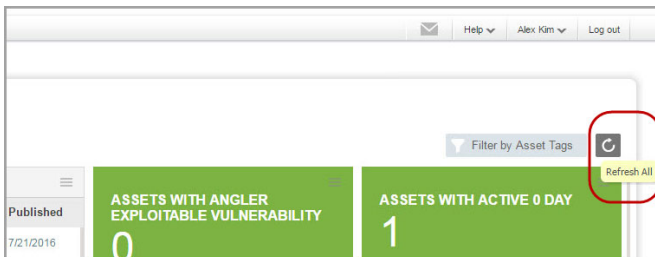 Help Alex Kim Log out
Filter by Asset Tags
Refresh All
Published
7/21/2016
ASSETS WITH ANGLER
EXPLOITABLE VULNERABILITY
0
ASSETS WITH ACTIVE 0 DAY
1